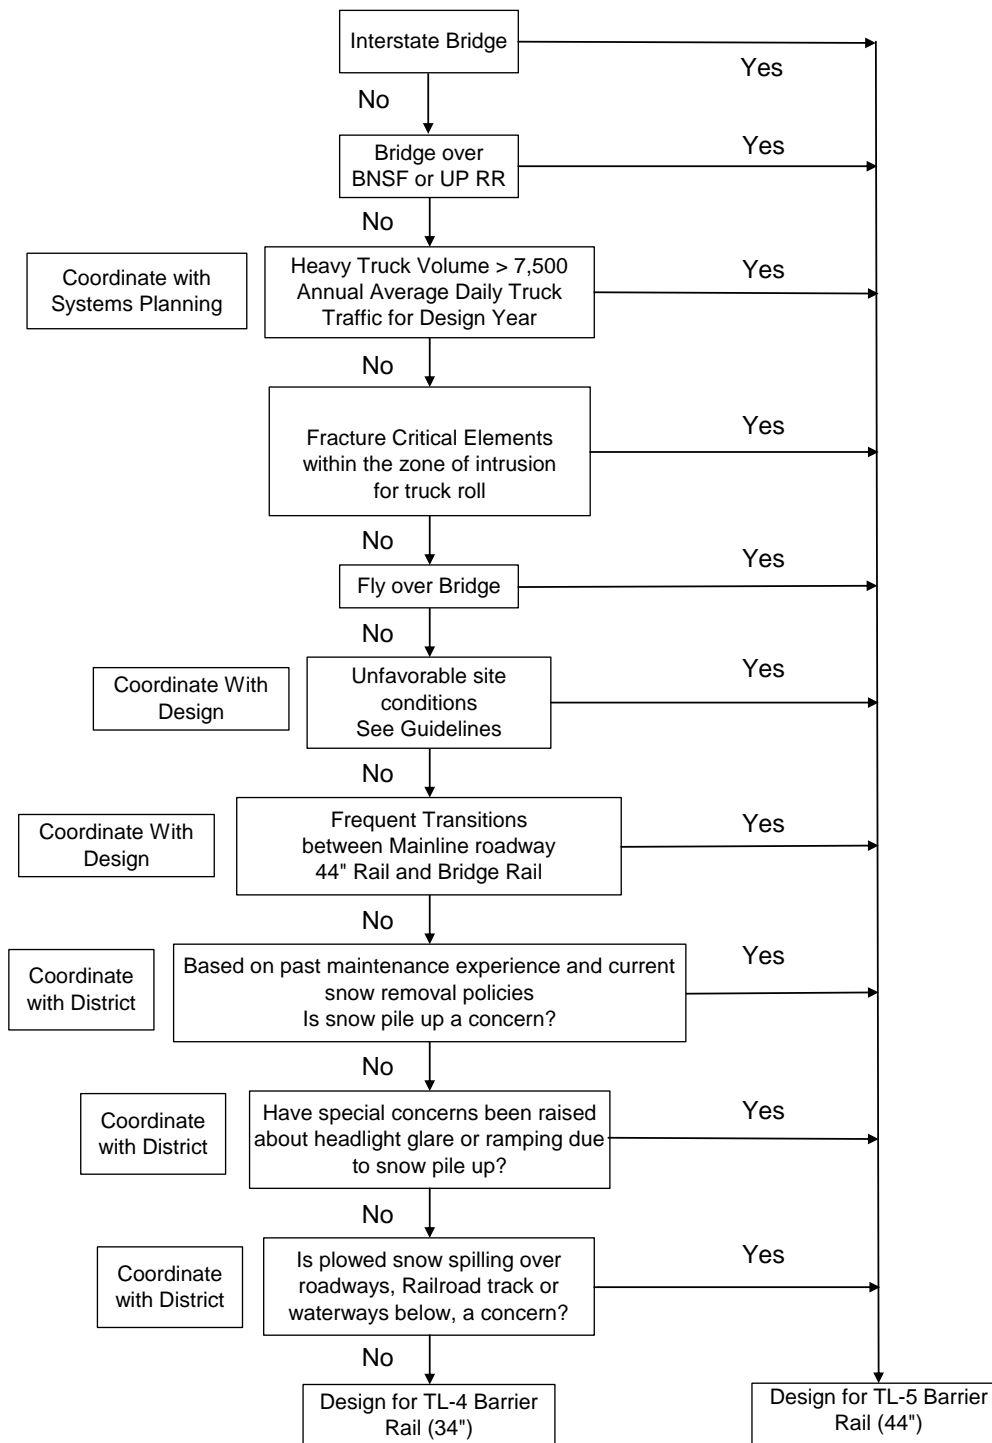 Interstate Bridge
Yes
No
Bridge over
BNSF or UP RR
Yes
No
Coordinate with
Systems Planning
Heavy Truck Volume > 7,500
Annual Average Daily Truck
Traffic for Design Year
Yes
No
Fracture Critical Elements
within the zone of intrusion
for truck roll
Yes
No
Fly over Bridge
Yes
No
Coordinate With
Design
Unfavorable site
conditions
See Guidelines
Yes
No
Coordinate With
Design
Frequent Transitions
between Mainline roadway
44" Rail and Bridge Rail
Yes
No
Coordinate
with District
Based on past maintenance experience and current
snow removal policies
Is snow pile up a concern?
Yes
No
Coordinate
with District
Have special concerns been raised
about headlight glare or ramping due
to snow pile up?
Yes
No
Coordinate
with District
Is plowed snow spilling over
roadways, Railroad track or
waterways below, a concern?
Yes
No
Design for TL-4 Barrier
Rail (34")
Design for TL-5 Barrier
Rail (44")